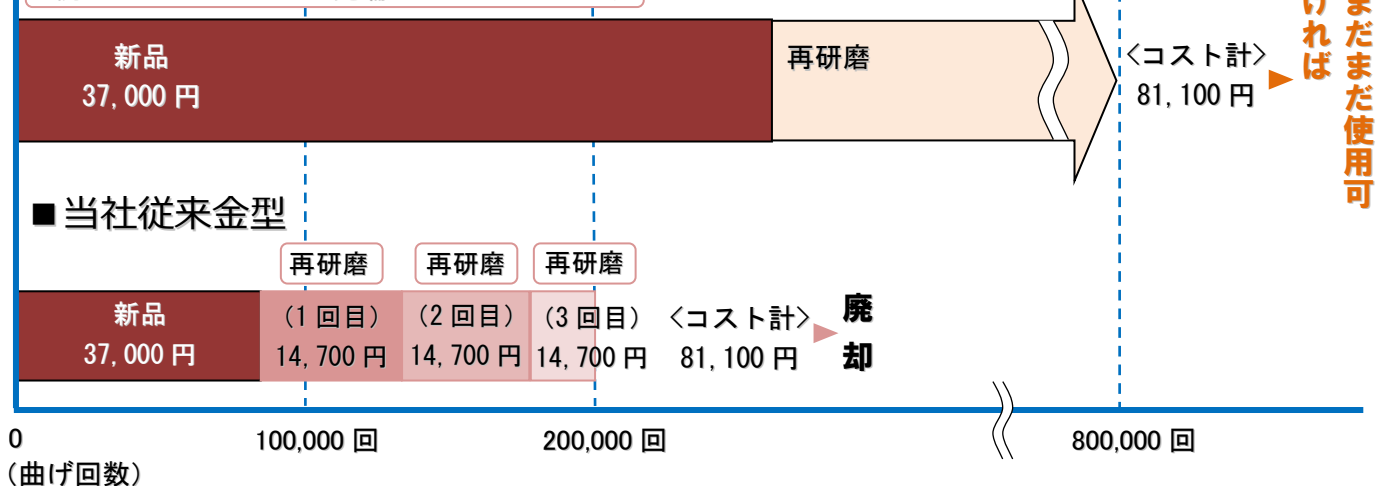 新品
37,000 円
再研磨
<コスト計>
81,100 円
ければ
まだまだ使用可
■当社従来金型
再研磨 再研磨 再研磨
新品
37,000 円
(1 回目)
14,700 円
(2 回目)
14,700 円
(3 回目)
14,700 円
<コスト計>
81,100 円
廃却
0 100,000 回 200,000 回 800,000 回
(曲げ回数)